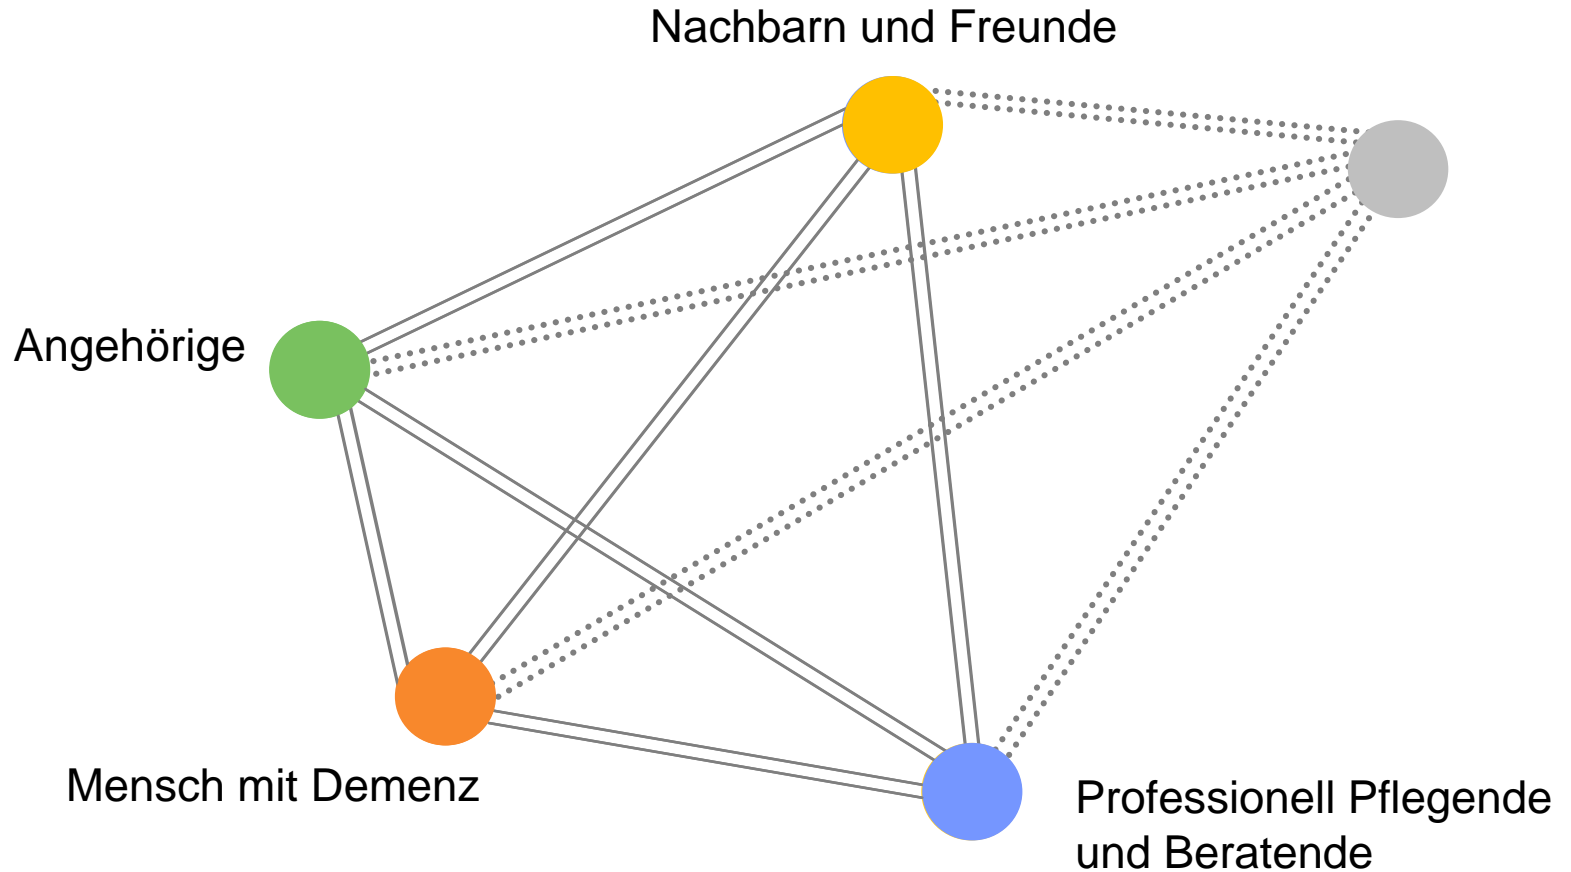 Nachbarn und Freunde
Angehörige
Mensch mit Demenz
Professionell Pflegende
und Beratende